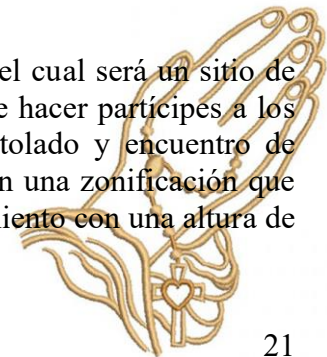 el cual será un sitio de
e hacer partícipes a los
tolado y encuentro de
n una zonificación que
iento con una altura de
21